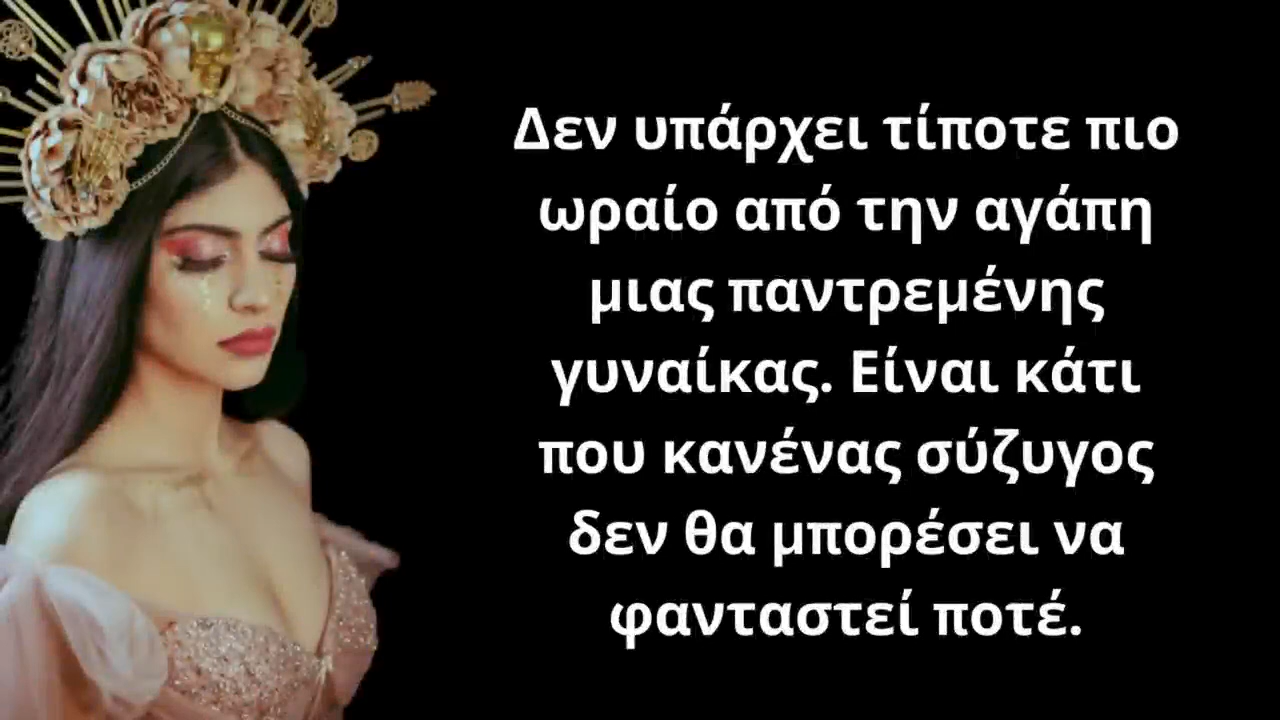 Δεν υπάρχει τίποτε πιο
ωραίο από την αγάπη
μιας παντρεμένης
γυναίκας. Είναι κάτι
που κανένας σύζυγος
δεν θα μπορέσει να
φανταστεί ποτέ.